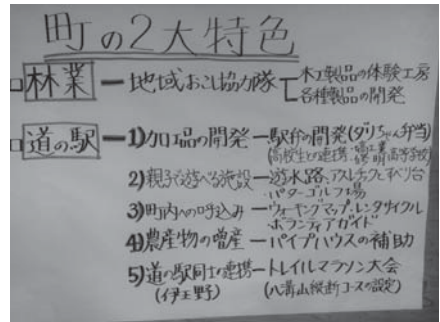 町の2大特色
林業 ー 地域おこし協力隊 木工製品の体験工房
各種製品の開発
道の駅 ー 1)加工品の開発ー駅弁の開発(ダリちゃん弁当)
(高校生との連携・ 高等学校)
2)親子で遊べる施設ー遊水路、アスレチックとすべり台
・パターゴルフ場
3)町内への呼込みーウォーキングマップ・レンタサイクル
ボランティアガイド
4)農産物の増産ーパイプハウスの補助
5)道の駅同士の連携ートレイルマラソン大会
(伊王野) (八溝山縦断コースの設定)